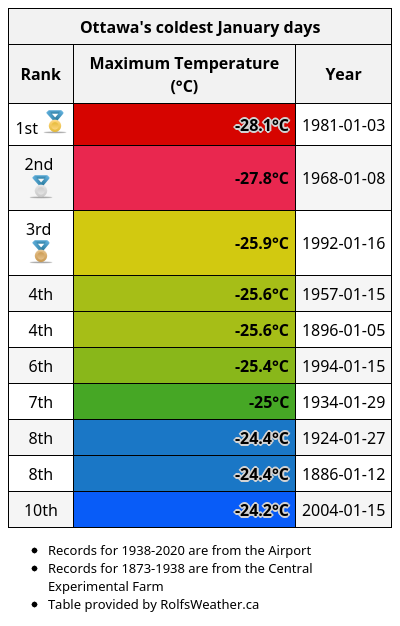 Ottawa's coldest January days
Rank Maximum Temperature (°C) Year
1st -28.1°C 1981-01-03
2nd -27.8°C 1968-01-08
3rd -25.9°C 1992-01-16
4th -25.6°C 1957-01-15
4th -25.6°C 1896-01-05
6th -25.4°C 1994-01-15
7th -25°C 1934-01-29
8th -24.4°C 1924-01-27
8th -24.4°C 1886-01-12
10th -24.2°C 2004-01-15
• Records for 1938-2020 are from the Airport
• Records for 1873-1938 are from the Central
Experimental Farm
• Table provided by RolfsWeather.ca